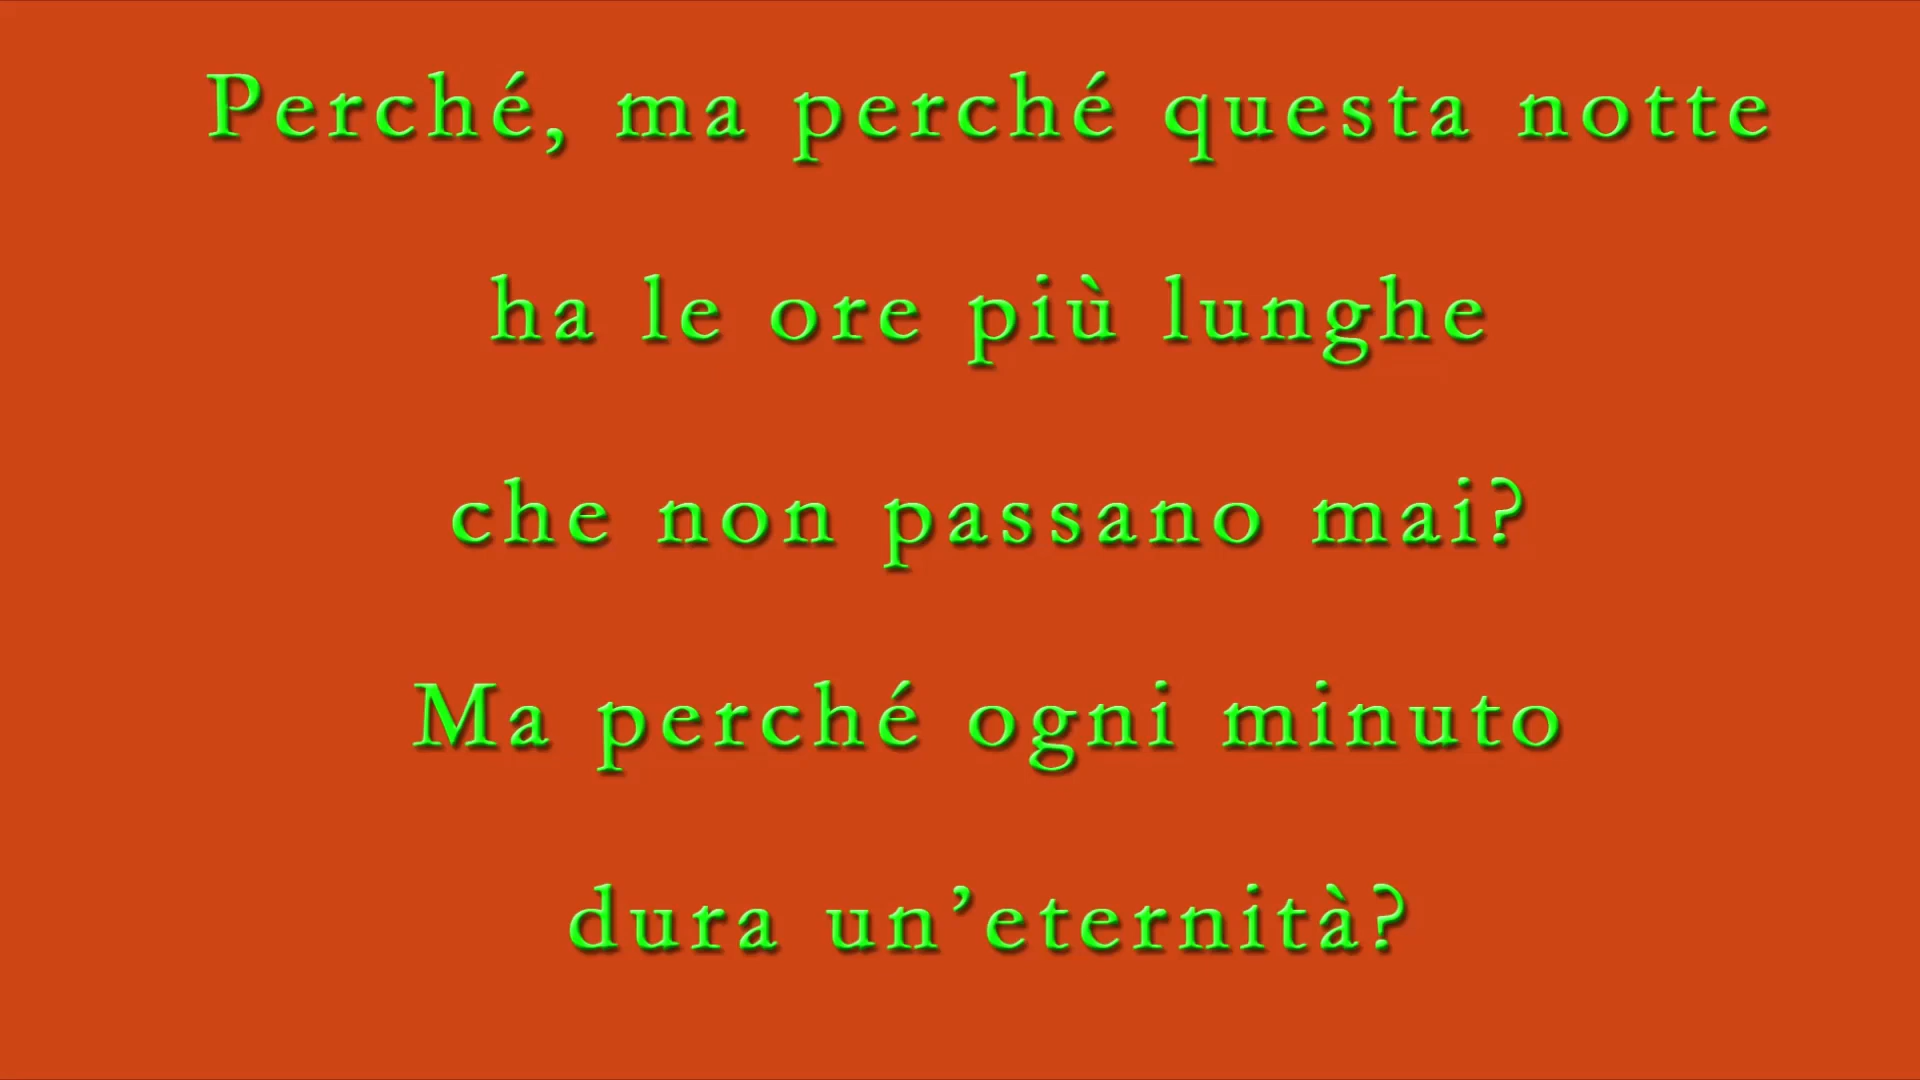 Perché, ma perché questa notte
ha le ore più lunghe
che non passano mai?
Ma perché ogni minuto
dura un’eternità?